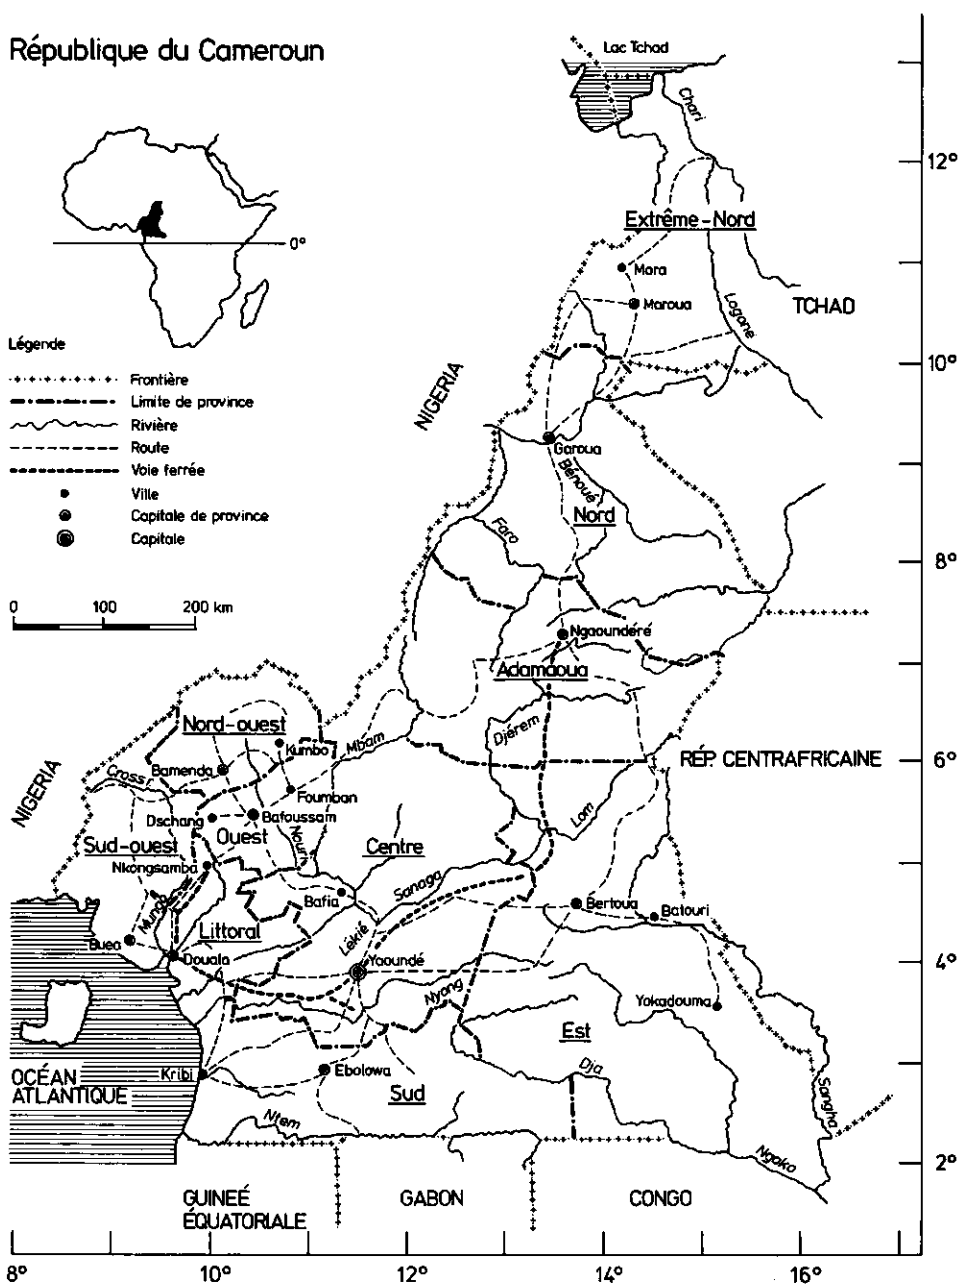 République du Cameroun
Lac Tchad
Chari
12°
Extrême-Nord
0°
Mora
Maroua
TCHAD
Logone
Légende
Frontière
Limite de province
Rivière
Route
Voie ferrée
Ville
Capitale de province
Capitale
0 100 200 km
NIGERIA
10°
Garoua
Bénoué
Nord
Faro
8°
Ngaoundéré
Adamaoua
Nord-ouest
Kumbo
Mbam
Djérem
6°
RÉP. CENTRAFRICAINE
NIGERIA
Cross
Bamenda
Foumban
Dschang
Bafoussam
Ouest
Noun
Lom
Sud-ouest
Nkongsamba
Centre
Sanaga
Bafia
Bertoua
Batouri
Mungo
Littoral
Lékié
Buea
Douala
Yaoundé
4°
Nyong
Yokadouma
Est
Kribi
Ebolowa
Dja
OCÉAN
ATLANTIQUE
Sud
Sangha
Ntem
Ngoko
2°
GUINEÉ
ÉQUATORIALE
GABON
CONGO
8° 10° 12° 14° 16°